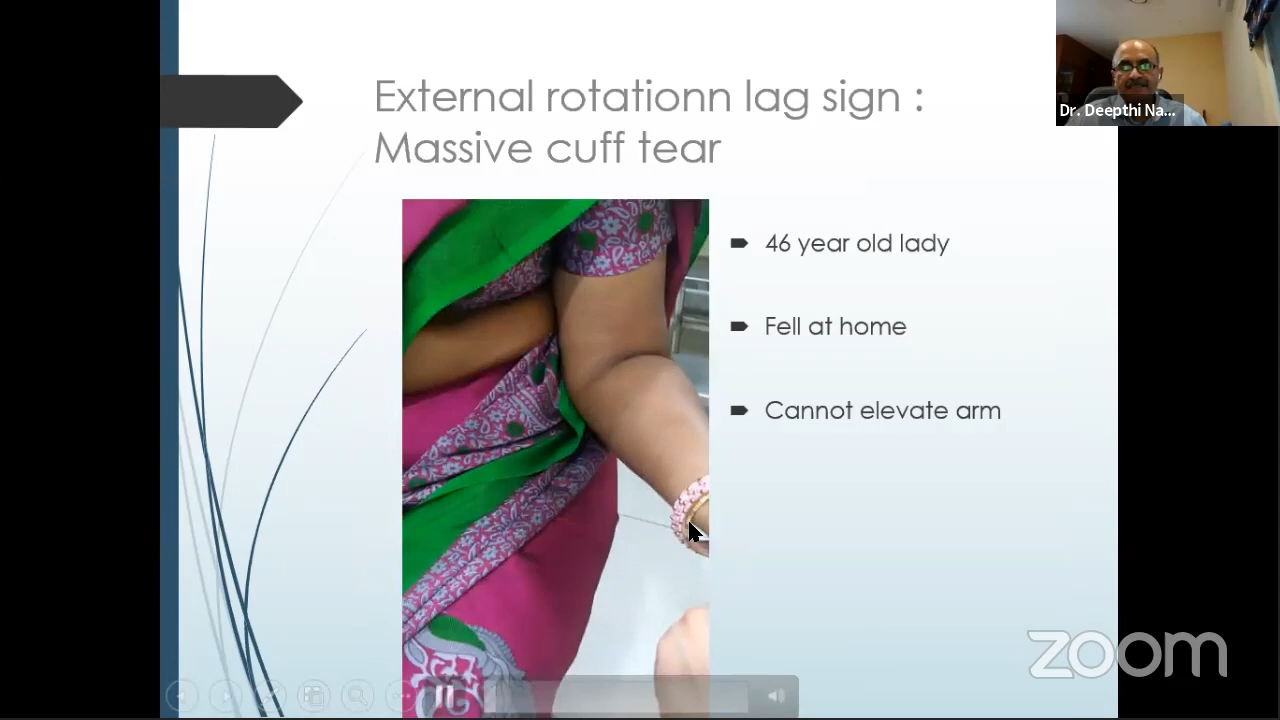 External rotationn lag sign :
Massive cuff tear
Dr. Deepthi Na...
46 year old lady
Fell at home
Cannot elevate arm
zoom